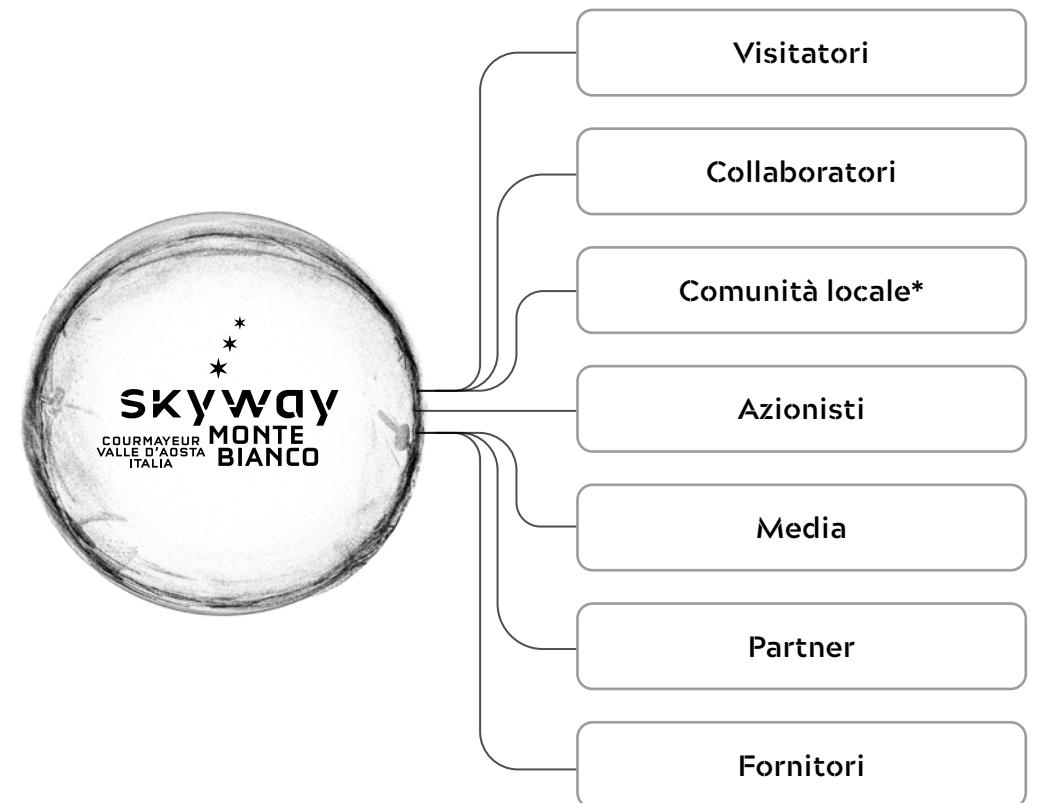 Visitatori
Collaboratori
Comunità locale*
Azionisti
Media
Partner
Fornitori
skyway
COURMAYEUR
VALLE D'AOSTA
ITALIA
MONTE
BIANCO